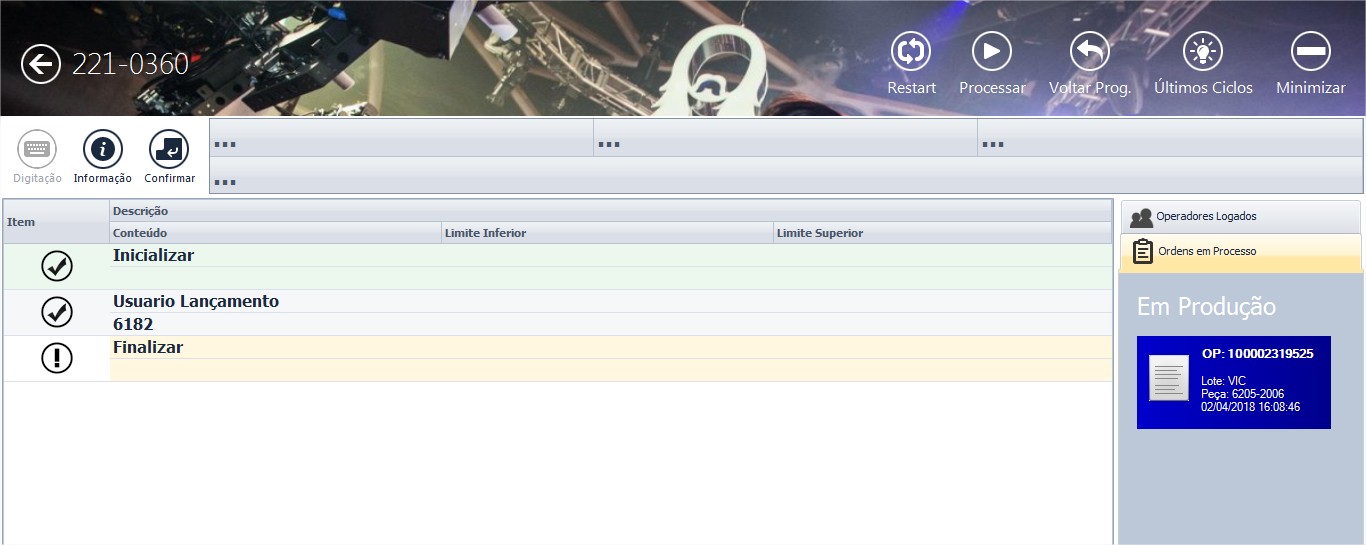 221-0360
Restart
Processar
Voltar Prog.
Últimos Ciclos
Minimizar
Digitação
Informação
Confirmar
...
...
...
...
Item
Descrição
Conteúdo
Limite Inferior
Limite Superior
Inicializar
Usuario Lançamento
6182
Finalizar
Operadores Logados
Ordens em Processo
Em Produção
OP: 100002319525
Lote: VIC
Peça: 6205-2006
02/04/2018 16:08:46